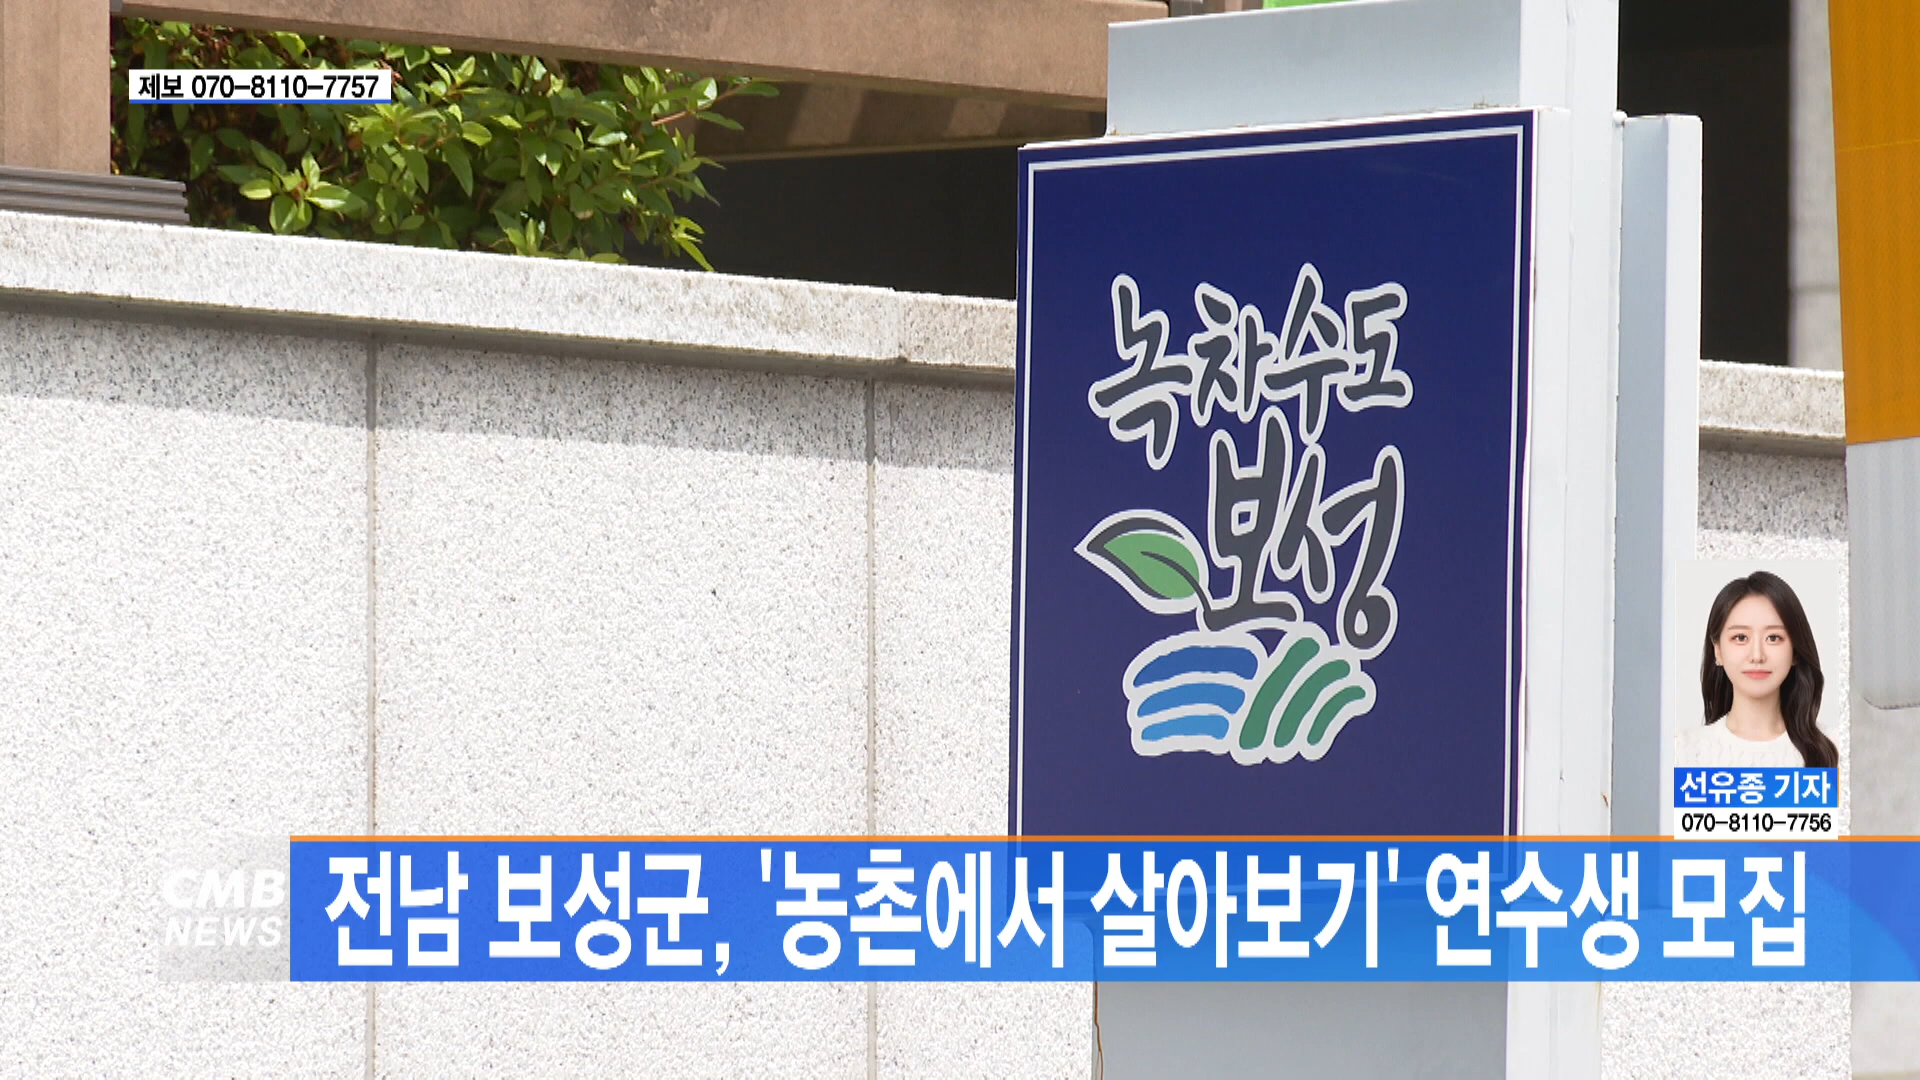 제보 070-8110-7757
녹차수도
보성
선유종 기자
070-8110-7756
CMB
NEWS
전남 보성군, '농촌에서 살아보기' 연수생 모집